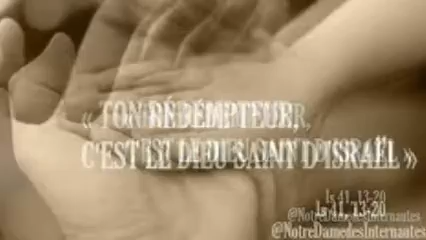 « TON RÉDEMPTEUR,
C'EST LE DIEU SAINT D'ISRAËL »
Is 41, 13-20
@NotreDamedesInternautes